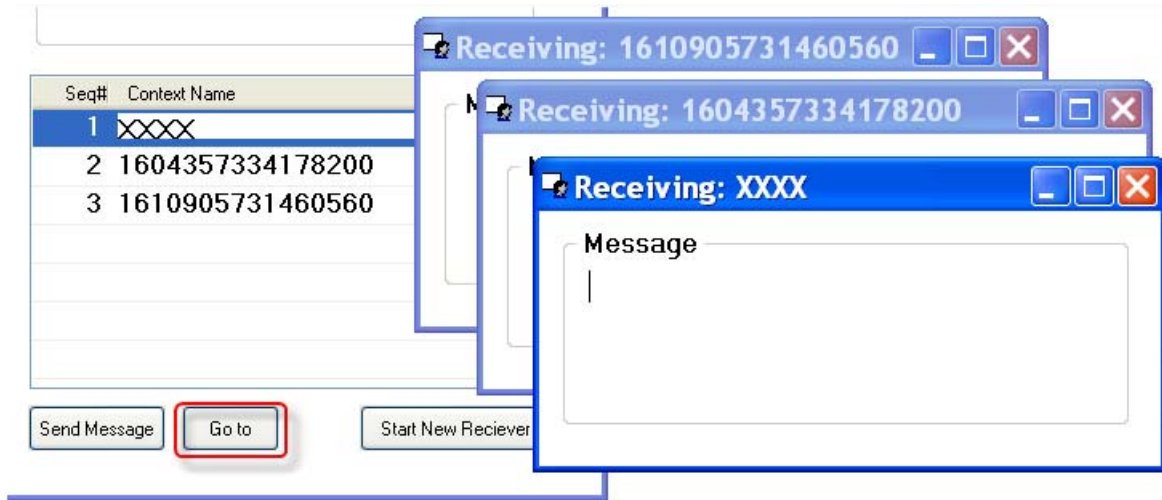 Seq# Context Name
1 XXXX
2 1604357334178200
3 1610905731460560
Send Message
Go to
Start New Reciever
Receiving: 1610905731460560
M
Receiving: 1604357334178200
Receiving: XXXX
Message